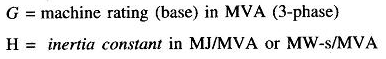 G = machine rating (base) in MVA (3-phase)
H = inertia constant in MJ/MVA or MW-s/MVA